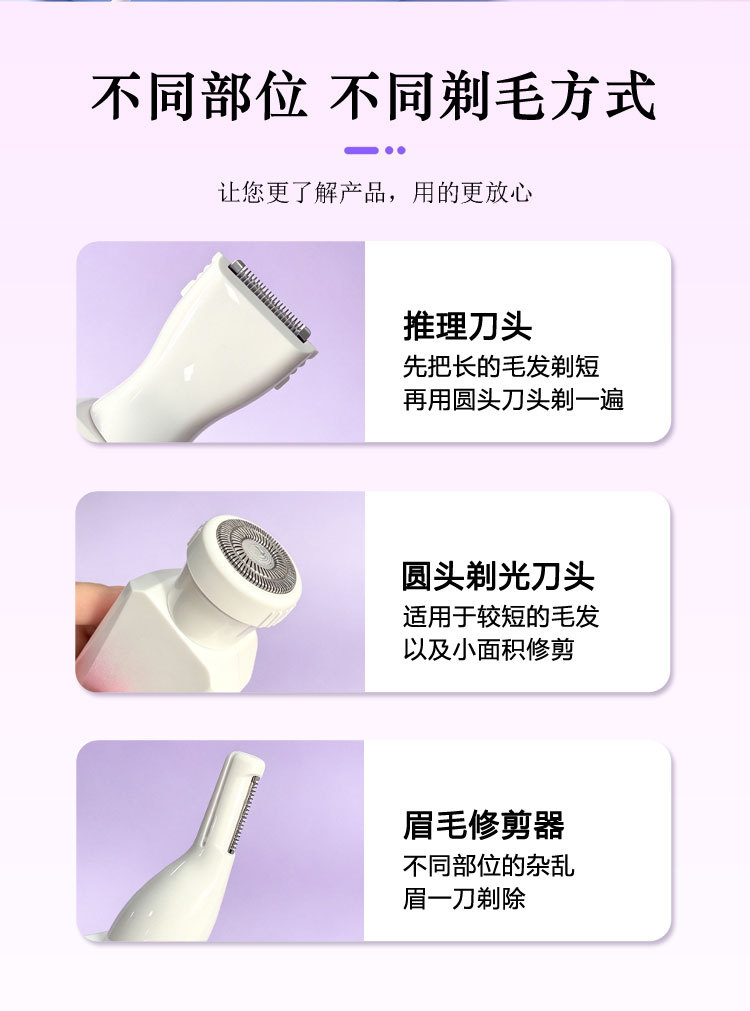 不同部位 不同剃毛方式
让您更了解产品，用的更放心
推理刀头
先把长的毛发剃短
再用圆头刀头剃一遍
圆头剃光刀头
适用于较短的毛发
以及小面积修剪
眉毛修剪器
不同部位的杂乱
眉一刀剃除